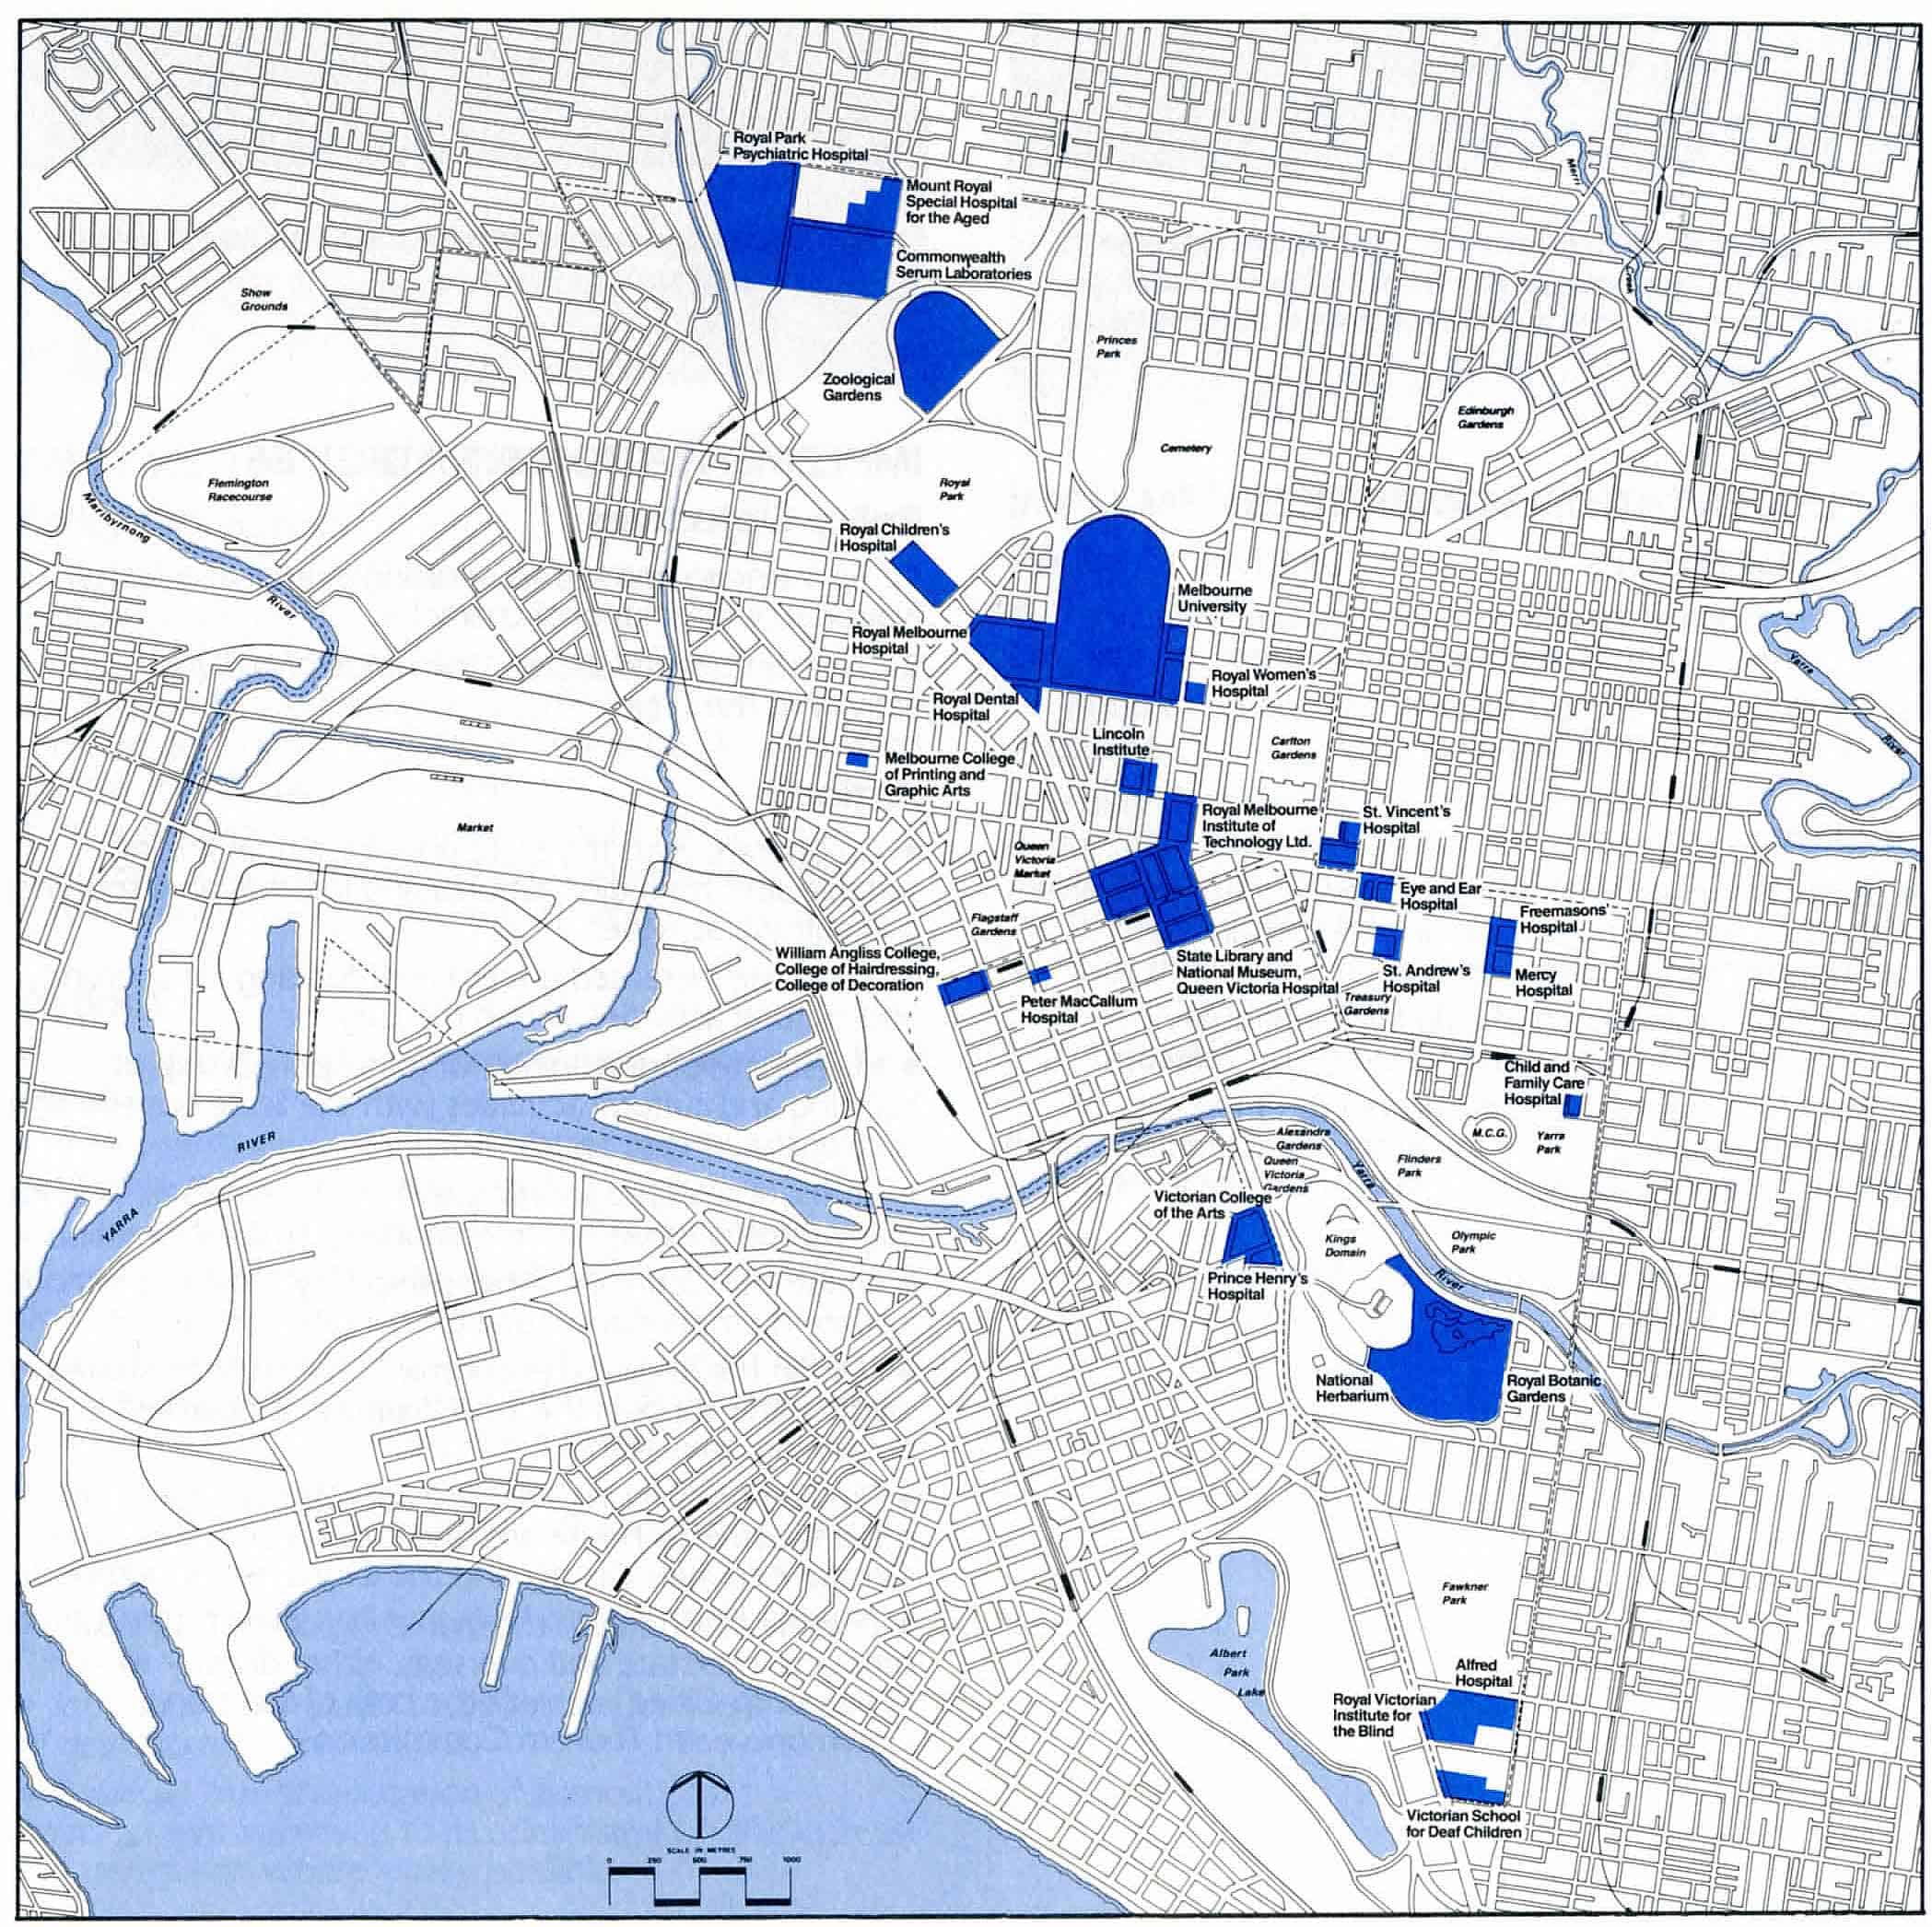 Royal Park
Psychiatric Hospital
Mount Royal
Special Hospital
for the Aged
Commonwealth
Serum Laboratories
Merri
Creek
Show
Grounds
Princes
Park
Zoological
Gardens
Edinburgh
Gardens
Cemetery
Flemington
Racecourse
Royal
Park
Maribyrnong
River
Royal Children's
Hospital
Melbourne
University
Royal Melbourne
Hospital
Royal Women's
Hospital
Yarra
River
Royal Dental
Hospital
Lincoln
Institute
Carlton
Gardens
Melbourne College
of Printing and
Graphic Arts
Royal Melbourne
Institute of
Technology Ltd.
St. Vincent's
Hospital
Market
Queen
Victoria
Market
Eye and Ear
Hospital
Freemasons'
Hospital
Flagstaff
Gardens
William Angliss College,
College of Hairdressing,
College of Decoration
State Library and
National Museum,
Queen Victoria Hospital
St. Andrew's
Hospital
Mercy
Hospital
Peter MacCallum
Hospital
Treasury
Gardens
Child and
Family Care
Hospital
M.C.G.
Yarra
Park
RIVER
YARRA
Alexandra
Gardens
Queen
Victoria
Gardens
Yarra
River
Flinders
Park
Victorian College
of the Arts
Kings
Domain
Olympic
Park
Prince Henry's
Hospital
National
Herbarium
Royal Botanic
Gardens
Fawkner
Park
Albert
Park
Lake
Alfred
Hospital
Royal Victorian
Institute for
the Blind
Victorian School
for Deaf Children
SCALE IN METRES
0 250 500 750 1000